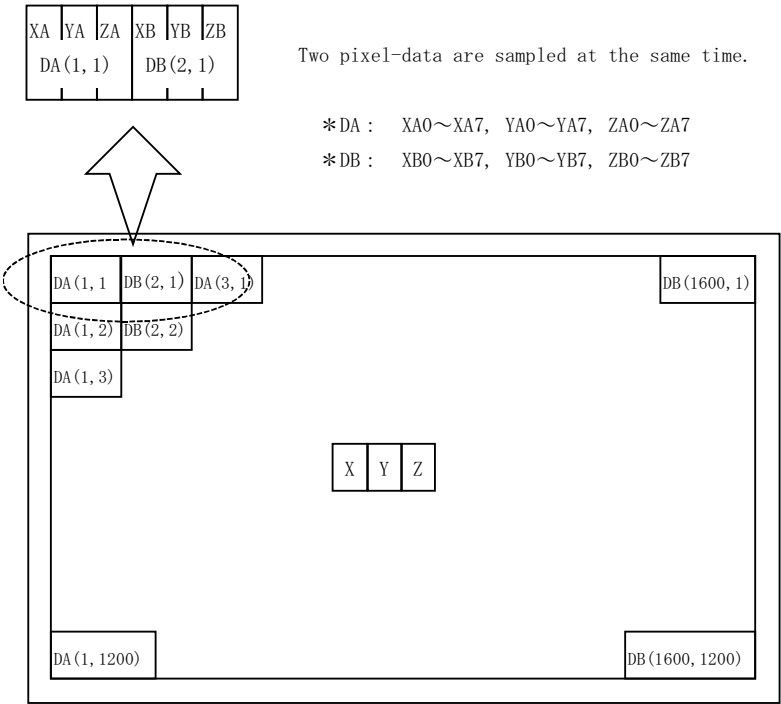 XA YA ZA XB YB ZB
DA(1,1) DB(2,1)
Two pixel-data are sampled at the same time.
＊DA： XA0～XA7, YA0～YA7, ZA0～ZA7
＊DB： XB0～XB7, YB0～YB7, ZB0～ZB7
DA(1,1 DB(2,1) DA(3,1) DB(1600,1)
DA(1,2) DB(2,2)
DA(1,3)
X Y Z
DA(1,1200) DB(1600,1200)